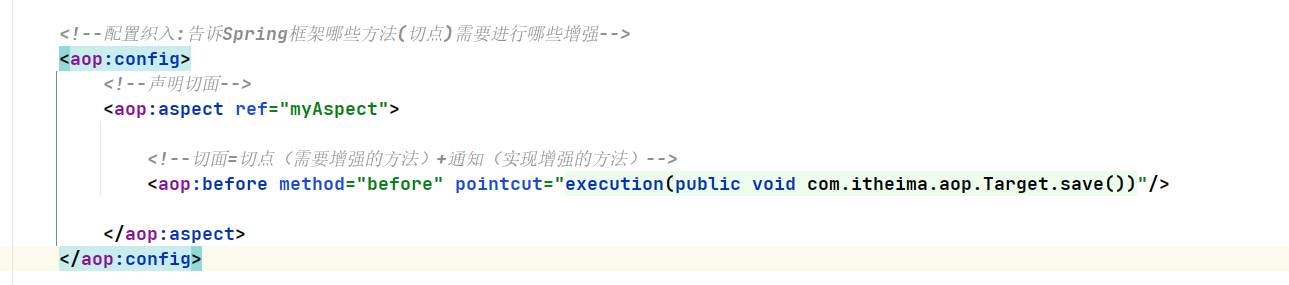 <!--配置织入:告诉Spring框架哪些方法(切点)需要进行哪些增强-->
<aop:config>
<!--声明切面-->
<aop:aspect ref="myAspect">
<!--切面=切点（需要增强的方法）+通知（实现增强的方法）-->
<aop:before method="before" pointcut="execution(public void com.itheima.aop.Target.save())"/>
</aop:aspect>
</aop:config>